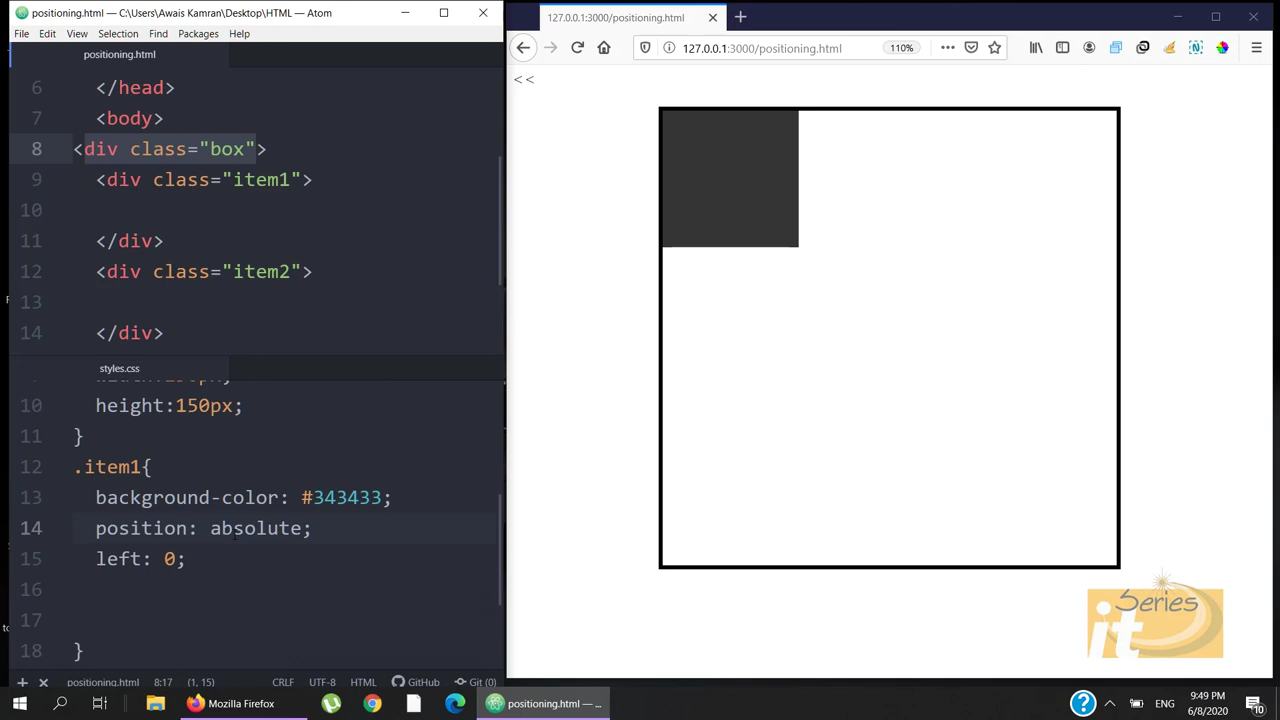 positioning.html — C:\Users\Awais Kamran\Desktop\HTML — Atom
File Edit View Selection Find Packages Help
positioning.html
6 </head>
7 <body>
8 <div class="box">
9 <div class="item1">
10
11 </div>
12 <div class="item2">
13
14 </div>
styles.css
10 height:150px;
11 }
12 .item1{
13 background-color: #343433;
14 position: absolute;
15 left: 0;
16
17
18 }
positioning.html 8:17 (1, 15) CRLF UTF-8 HTML GitHub Git (0)
127.0.0.1:3000/positioning.html
127.0.0.1:3000/positioning.html 110%
<<
Series
it
Mozilla Firefox
positioning.html — ...
ENG
9:49 PM
6/8/2020
10